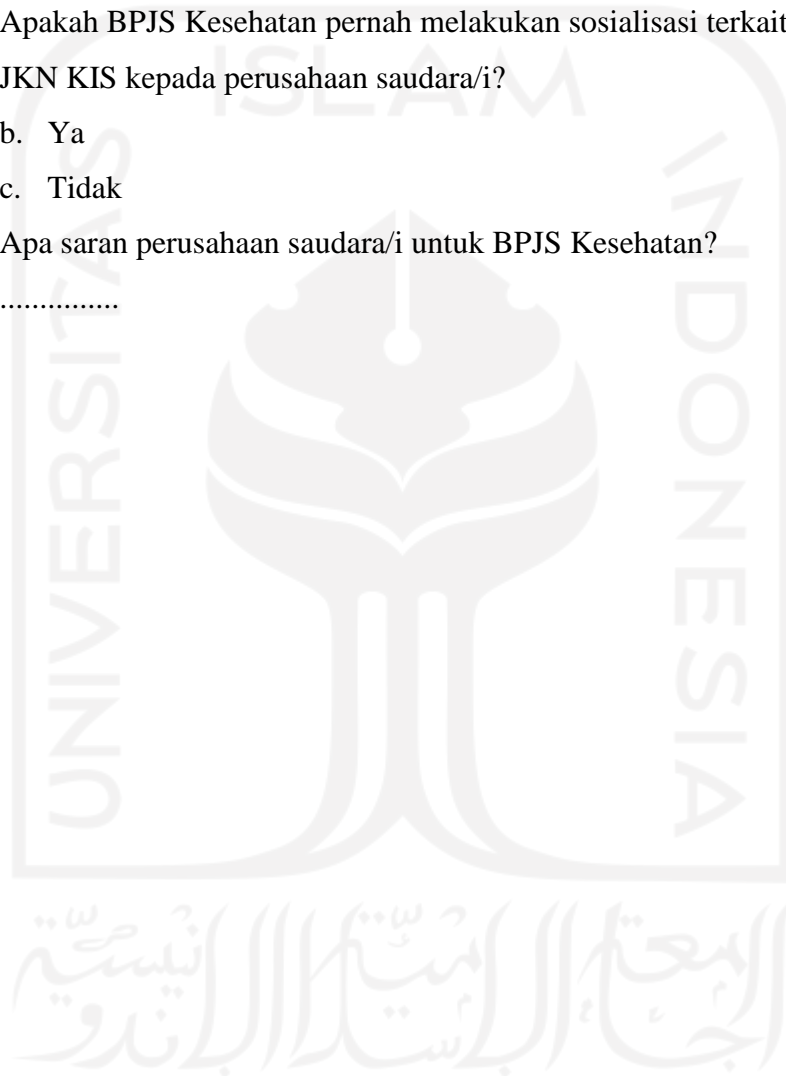 Apakah BPJS Kesehatan pernah melakukan sosialisasi terkait
JKN KIS kepada perusahaan saudara/i?
b. Ya
c. Tidak
Apa saran perusahaan saudara/i untuk BPJS Kesehatan?
...............
ISLAM
UNIVERSITAS
INDONESIA